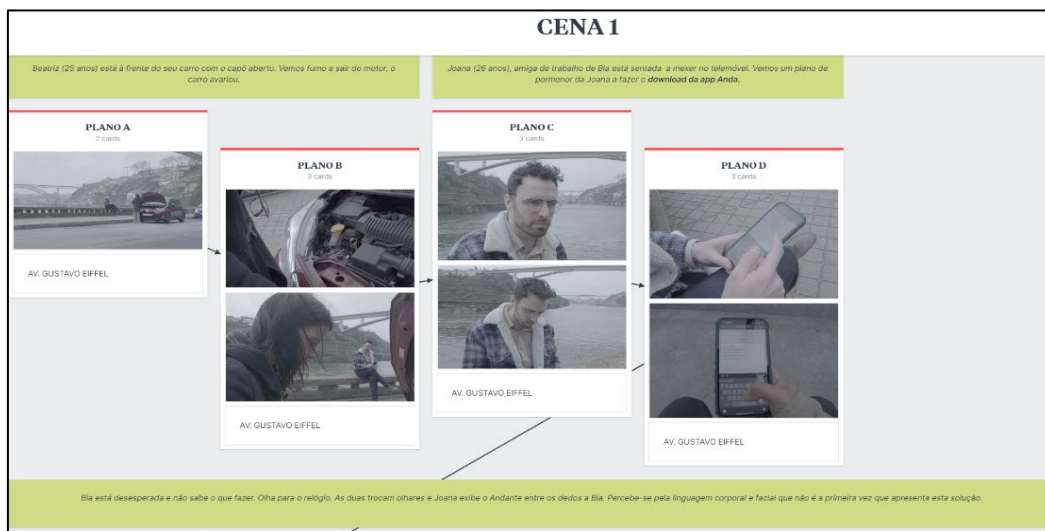 CENA 1
Beatriz (25 anos) está à frente do seu carro com o capô aberto. Vemos fumo a sair do motor, o
carro avariou.
Joana (26 anos), amiga de trabalho de Bia está sentada a mexer no telemóvel. Vemos um plano de
pormenor da Joana a fazer o download da app Anda.
PLANO A
2 cards
AV. GUSTAVO EIFFEL
PLANO B
3 cards
AV. GUSTAVO EIFFEL
PLANO C
3 cards
AV. GUSTAVO EIFFEL
PLANO D
3 cards
AV. GUSTAVO EIFFEL
Bia está desesperada e não sabe o que fazer. Olha para o relógio. As duas trocam olhares e Joana exibe o Andante entre os dedos a Bia. Percebe-se pela linguagem corporal e facial que não é a primeira vez que apresenta esta solução.